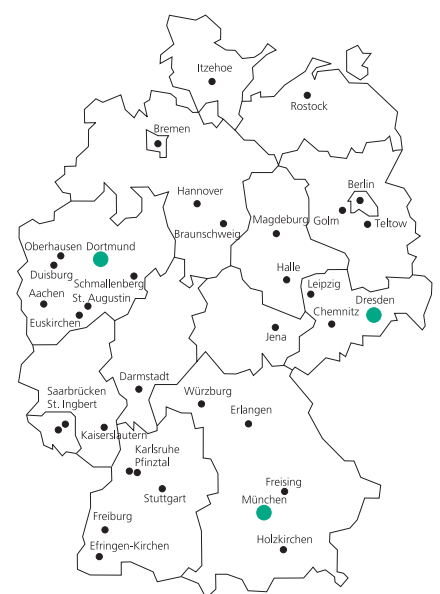 Itzehoe
Rostock
Bremen
Berlin
Hannover
Golm
Magdeburg
Teltow
Braunschweig
Oberhausen
Dortmund
Duisburg
Schmallenberg
Halle
Leipzig
Aachen
St. Augustin
Dresden
Euskirchen
Chemnitz
Jena
Darmstadt
Würzburg
Saarbrücken
St. Ingbert
Erlangen
Kaiserslautern
Karlsruhe
Pfinztal
Freising
Stuttgart
München
Freiburg
Efringen-Kirchen
Holzkirchen